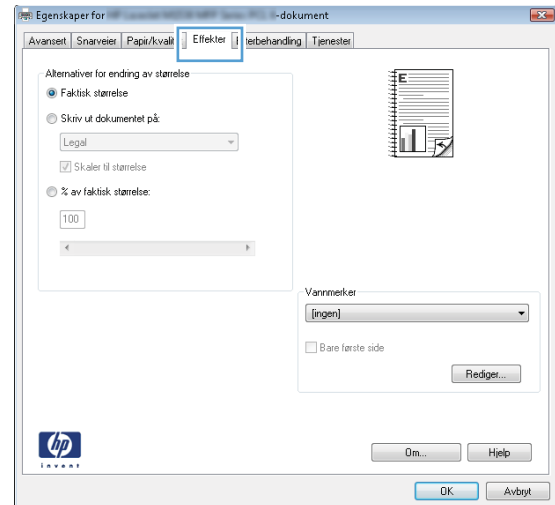 Egenskaper for -dokument
Avansert Snarveier Papir/kvalit Effekter terbehandling Tjenester
Alternativer for endring av størrelse
Faktisk størrelse
Skriv ut dokumentet på:
Legal
Skaler til størrelse
% av faktisk størrelse:
100
E
Vannmerker
[ingen]
Bare første side
Rediger...
hp
invent
Om... Hjelp
OK Avbryt